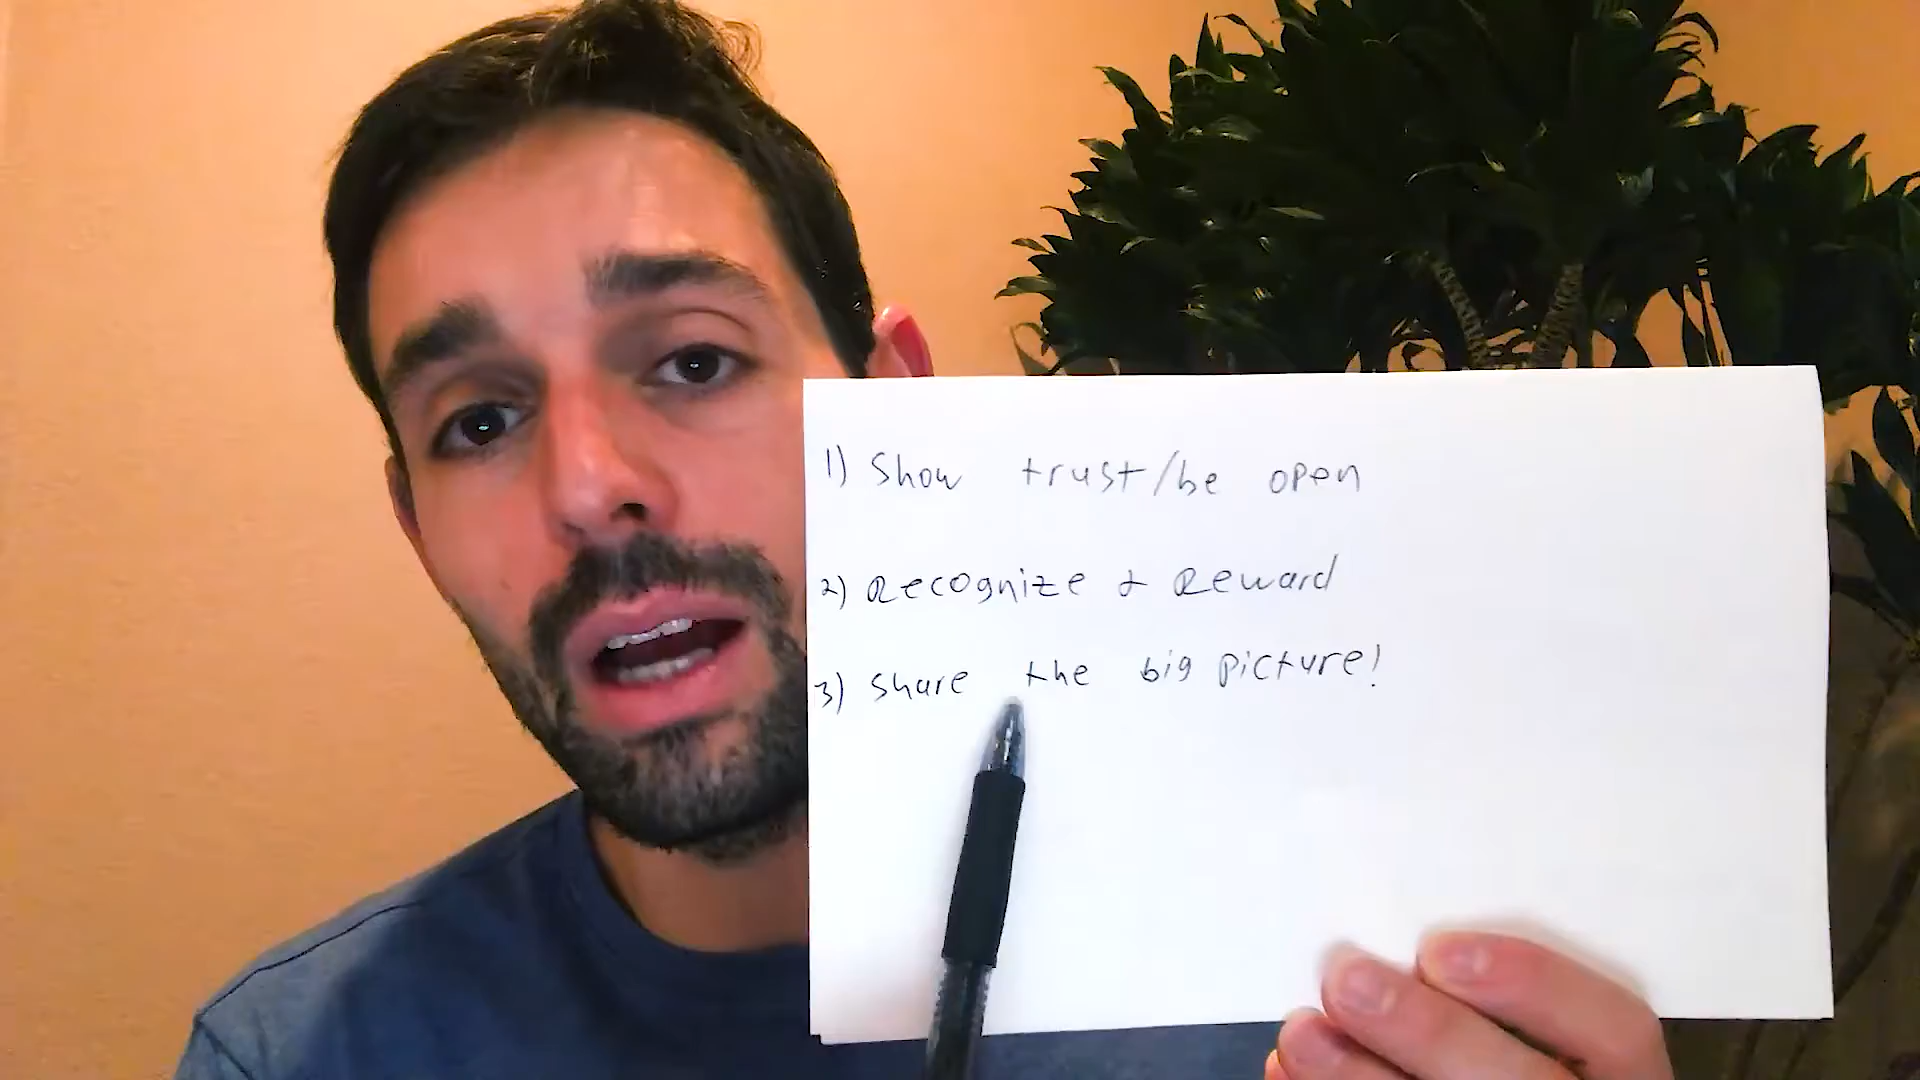 1) Show trust/be open
2) Recognize & Reward
3) Share the big picture!